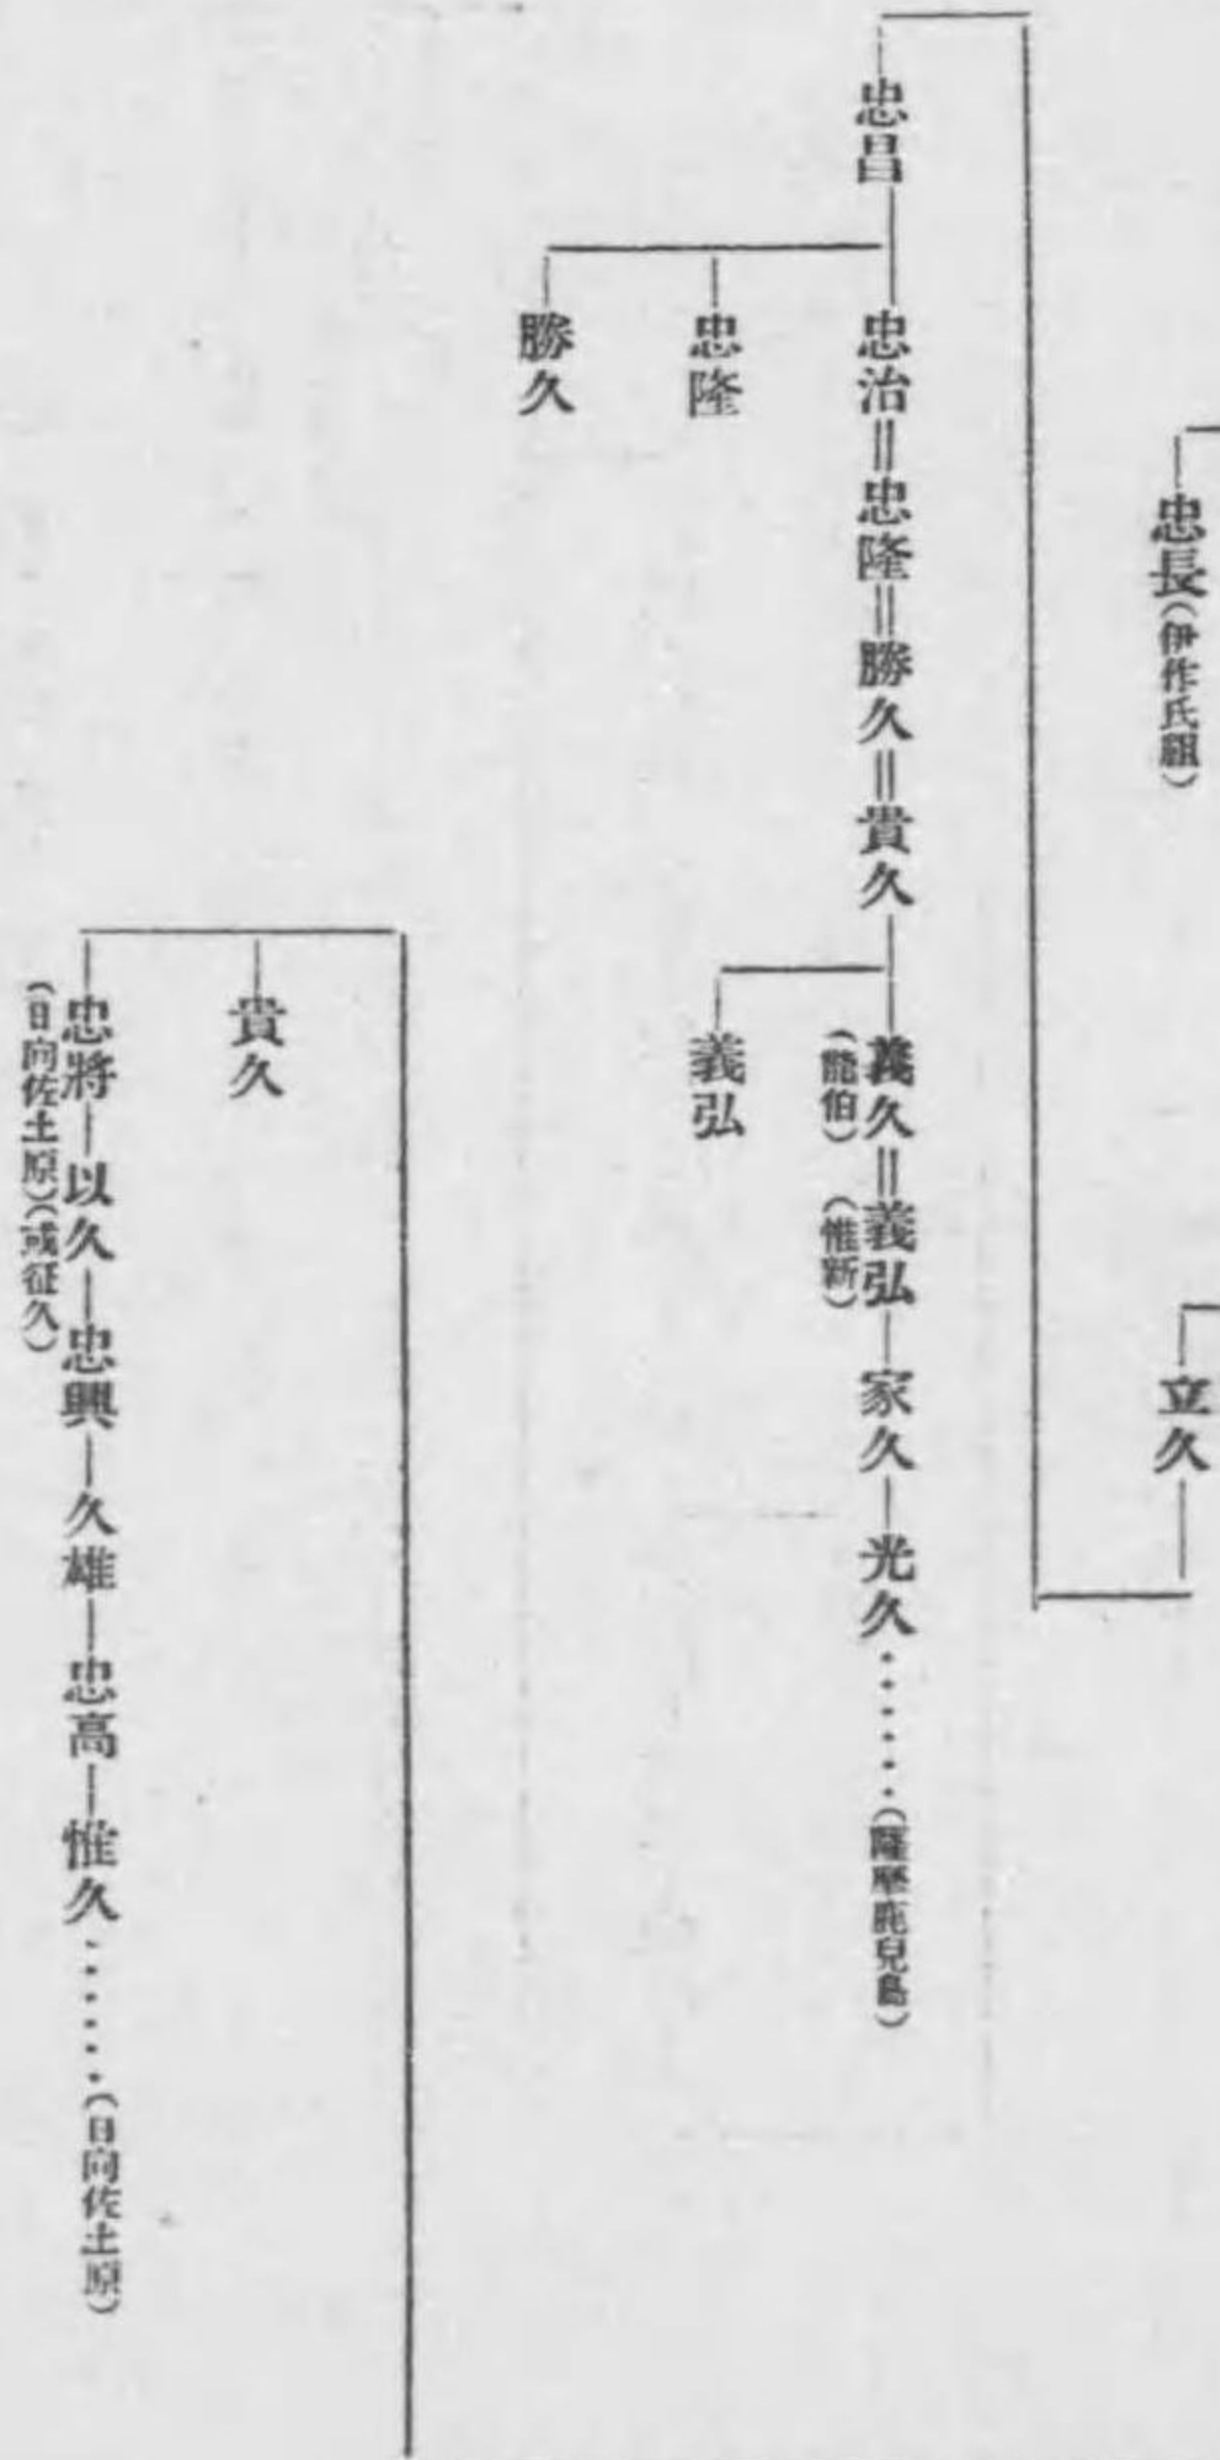 忠長(伊作氏祖)
立久
忠昌
忠治=忠隆=勝久=貴久
義久=義弘―家久―光久……(薩摩鹿兒島)
(龍伯)
(惟新)
忠隆
義弘
勝久
貴久
忠將―以久―忠興―久雄―忠高―惟久……(日向佐土原)
(日向佐土原)(或征久)